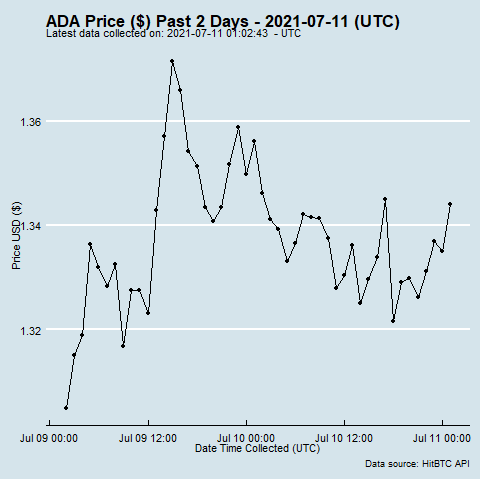 ADA Price ($) Past 2 Days - 2021-07-11 (UTC)
Latest data collected on: 2021-07-11 01:02:43 - UTC
1.36
1.34
1.32
Price USD ($)
Jul 09 00:00 Jul 09 12:00 Jul 10 00:00 Jul 10 12:00 Jul 11 00:00
Date Time Collected (UTC)
Data source: HitBTC API